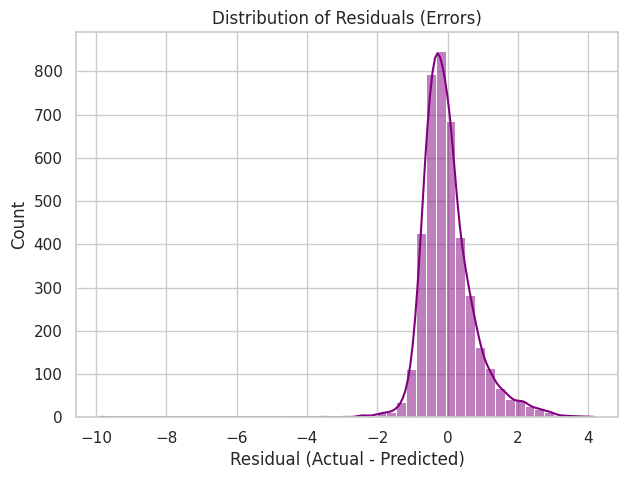 Distribution of Residuals (Errors)
Count
800
700
600
500
400
300
200
100
0
−10 −8 −6 −4 −2 0 2 4
Residual (Actual - Predicted)